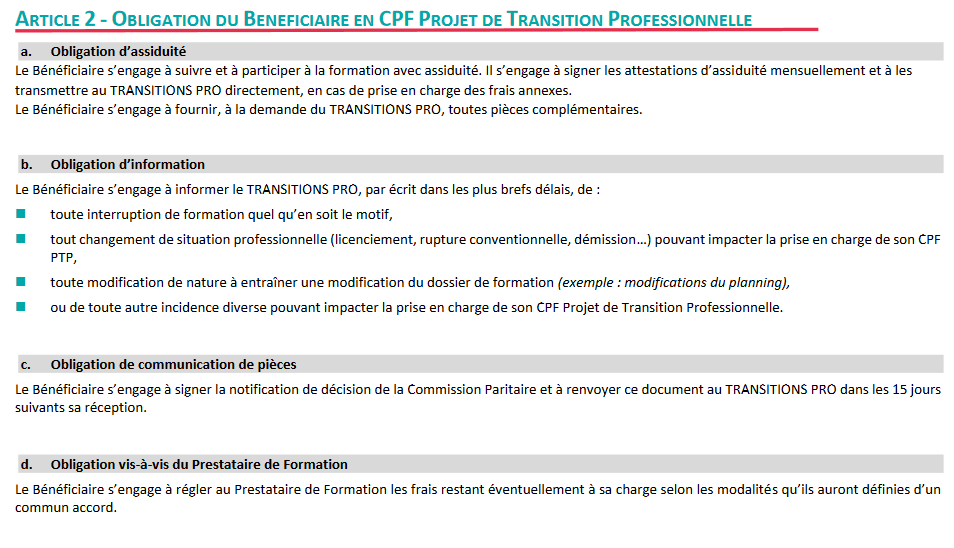 ARTICLE 2 - OBLIGATION DU BENEFICIAIRE EN CPF PROJET DE TRANSITION PROFESSIONNELLE
a. Obligation d’assiduité
Le Bénéficiaire s’engage à suivre et à participer à la formation avec assiduité. Il s’engage à signer les attestations d’assiduité mensuellement et à les
transmettre au TRANSITIONS PRO directement, en cas de prise en charge des frais annexes.
Le Bénéficiaire s’engage à fournir, à la demande du TRANSITIONS PRO, toutes pièces complémentaires.
b. Obligation d’information
Le Bénéficiaire s’engage à informer le TRANSITIONS PRO, par écrit dans les plus brefs délais, de :
toute interruption de formation quel qu’en soit le motif,
tout changement de situation professionnelle (licenciement, rupture conventionnelle, démission…) pouvant impacter la prise en charge de son CPF
PTP,
toute modification de nature à entraîner une modification du dossier de formation (exemple : modifications du planning),
ou de toute autre incidence diverse pouvant impacter la prise en charge de son CPF Projet de Transition Professionnelle.
c. Obligation de communication de pièces
Le Bénéficiaire s’engage à signer la notification de décision de la Commission Paritaire et à renvoyer ce document au TRANSITIONS PRO dans les 15 jours
suivants sa réception.
d. Obligation vis-à-vis du Prestataire de Formation
Le Bénéficiaire s’engage à régler au Prestataire de Formation les frais restant éventuellement à sa charge selon les modalités qu’ils auront définies d’un
commun accord.